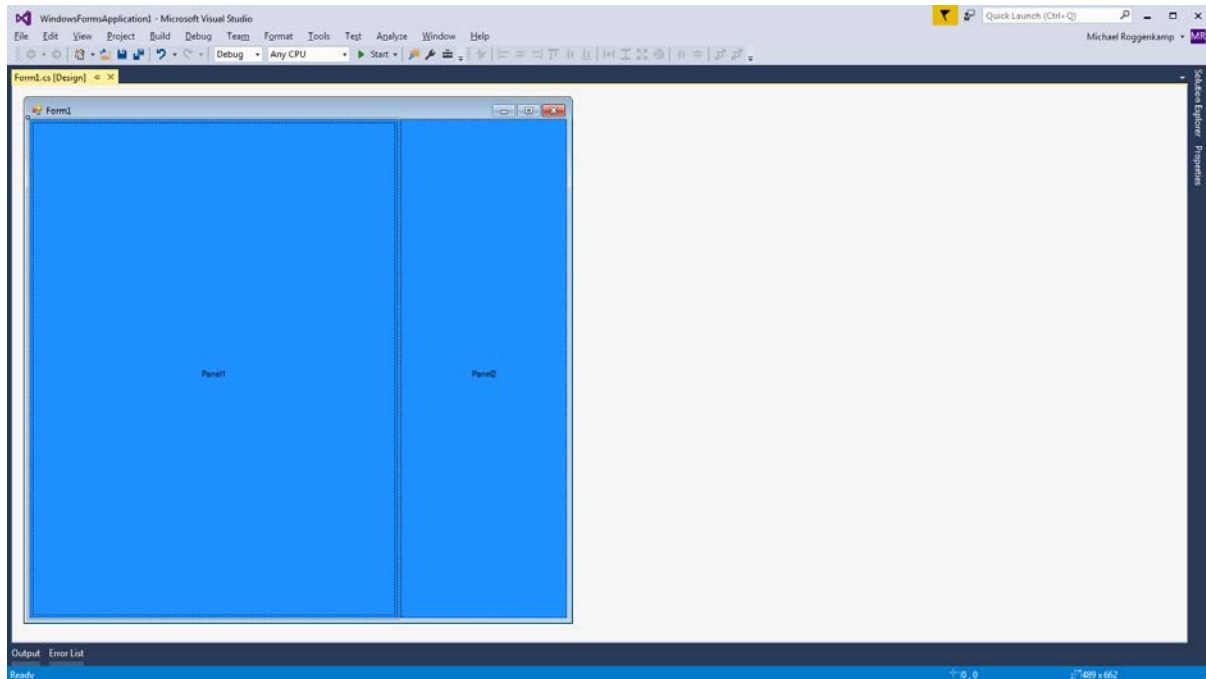 WindowsFormsApplication1 - Microsoft Visual Studio
Quick Launch (Ctrl+Q)
File Edit View Project Build Debug Team Format Tools Test Analyze Window Help
Michael Roggenkamp MR
Debug Any CPU Start
Form1.cs [Design]
Solution Explorer
Properties
Form1
Panel1
Panel2
Output Error List
Ready
0, 0
489 x 662